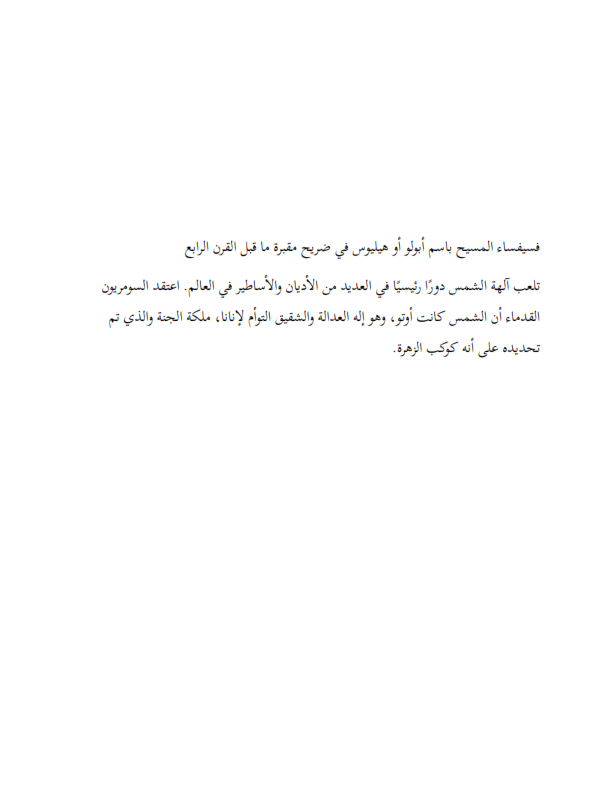 فسيفساء المسيح باسم أبولو أو هيليوس في ضريح مقبرة ما قبل القرن الرابع
تلعب آلهة الشمس دورًا رئيسيًا في العديد من الأديان والأساطير في العالم. اعتقد السومريون
القدماء أن الشمس كانت أوتو، وهو إله العدالة والشقيق التوأم لإنانا، ملكة الجنة والذي تم
تحديده على أنه كوكب الزهرة.